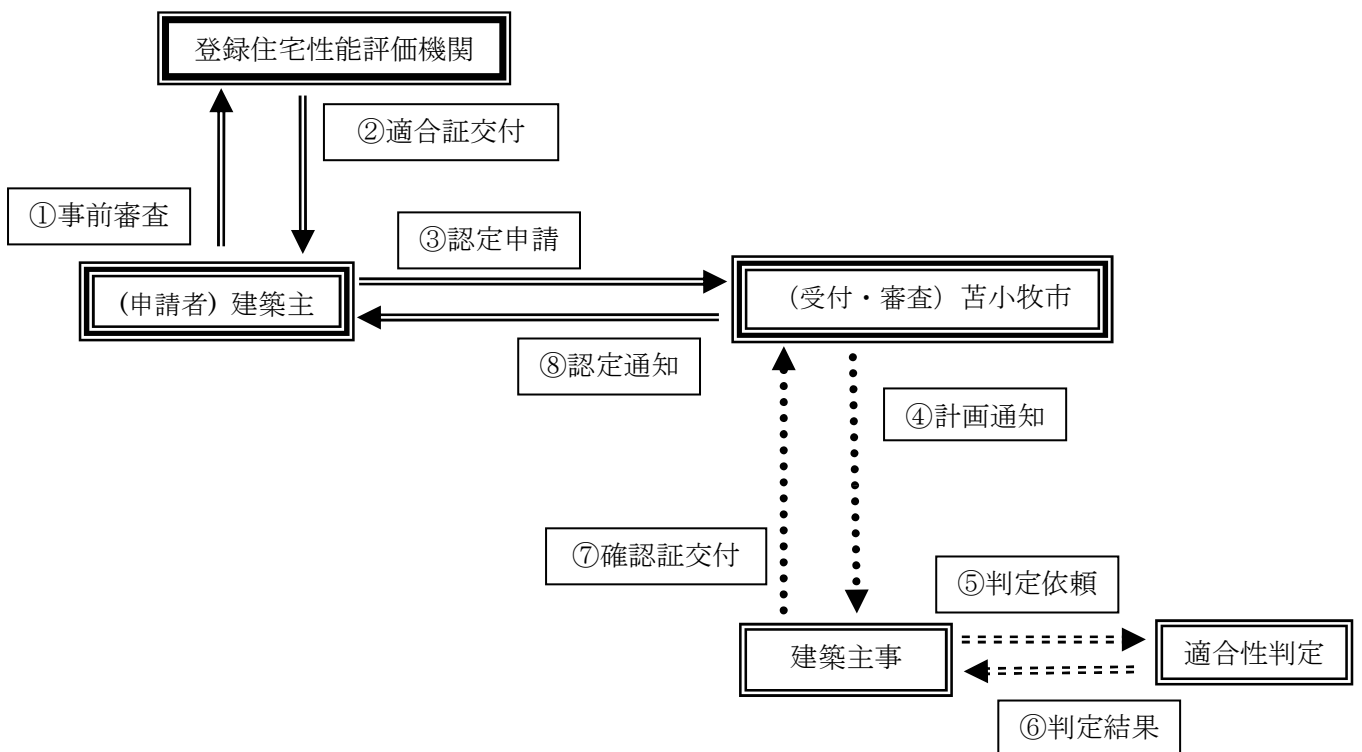 登録住宅性能評価機関
②適合証交付
①事前審査
③認定申請
(申請者) 建築主
（受付・審査）苫小牧市
⑧認定通知
④計画通知
⑦確認証交付
⑤判定依頼
建築主事
適合性判定
⑥判定結果